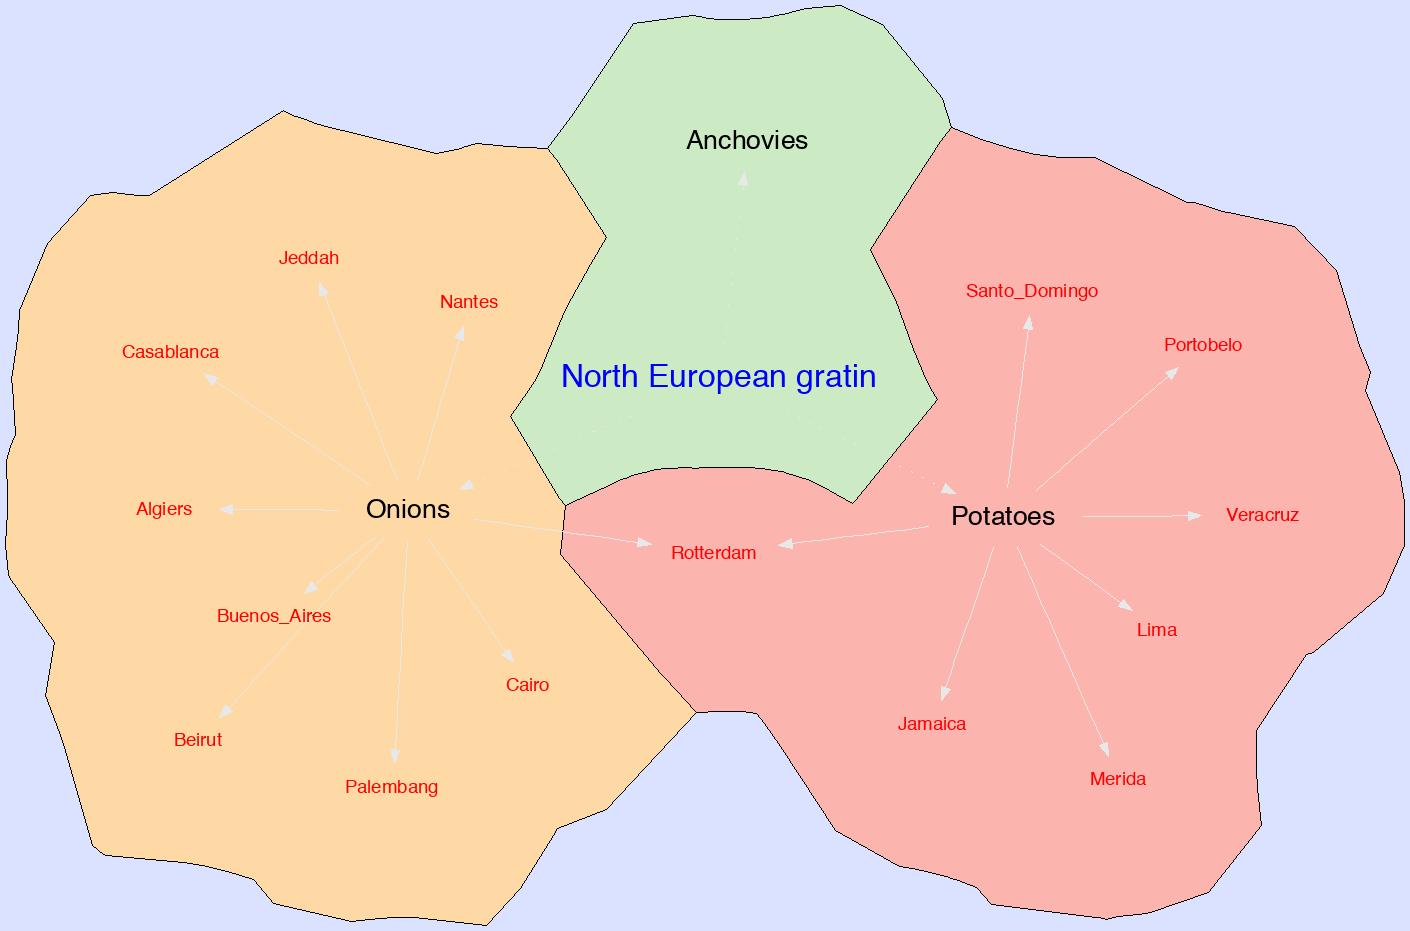 Anchovies
Jeddah
Santo_Domingo
Nantes
Portobelo
Casablanca
North European gratin
Algiers
Onions
Potatoes
Veracruz
Rotterdam
Buenos_Aires
Lima
Cairo
Jamaica
Beirut
Merida
Palembang